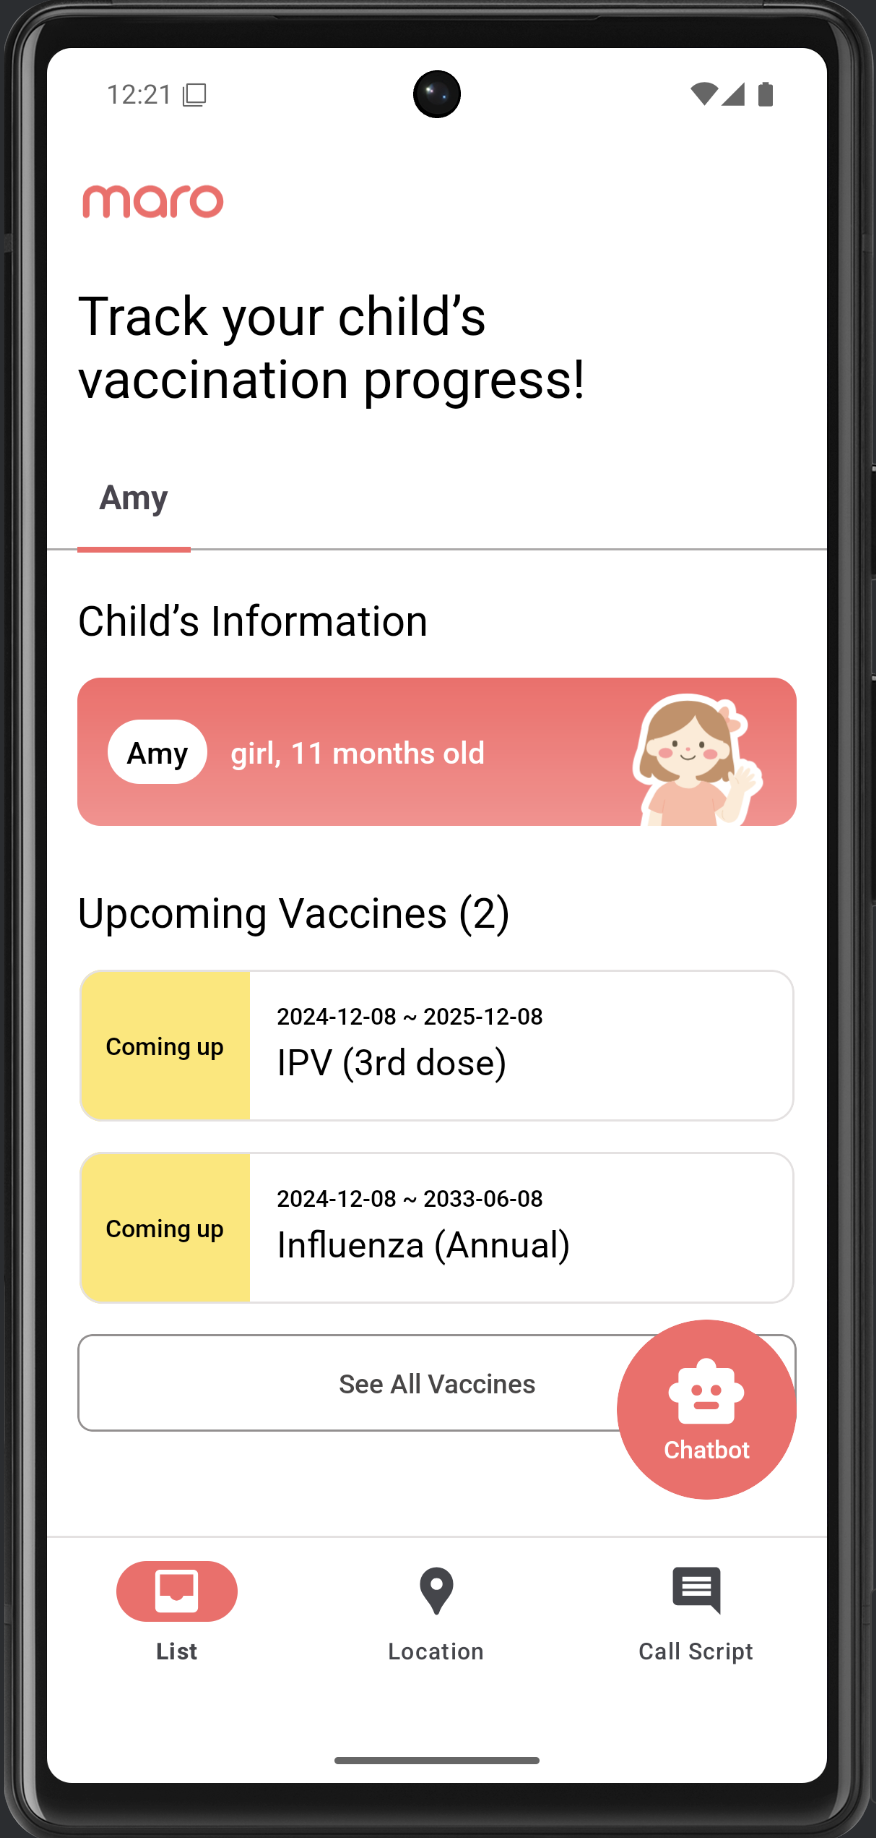 12:21
maro
Track your child’s
vaccination progress!
Amy
Child’s Information
Amy girl, 11 months old
Upcoming Vaccines (2)
Coming up
2024-12-08 ~ 2025-12-08
IPV (3rd dose)
Coming up
2024-12-08 ~ 2033-06-08
Influenza (Annual)
See All Vaccines
Chatbot
List
Location
Call Script